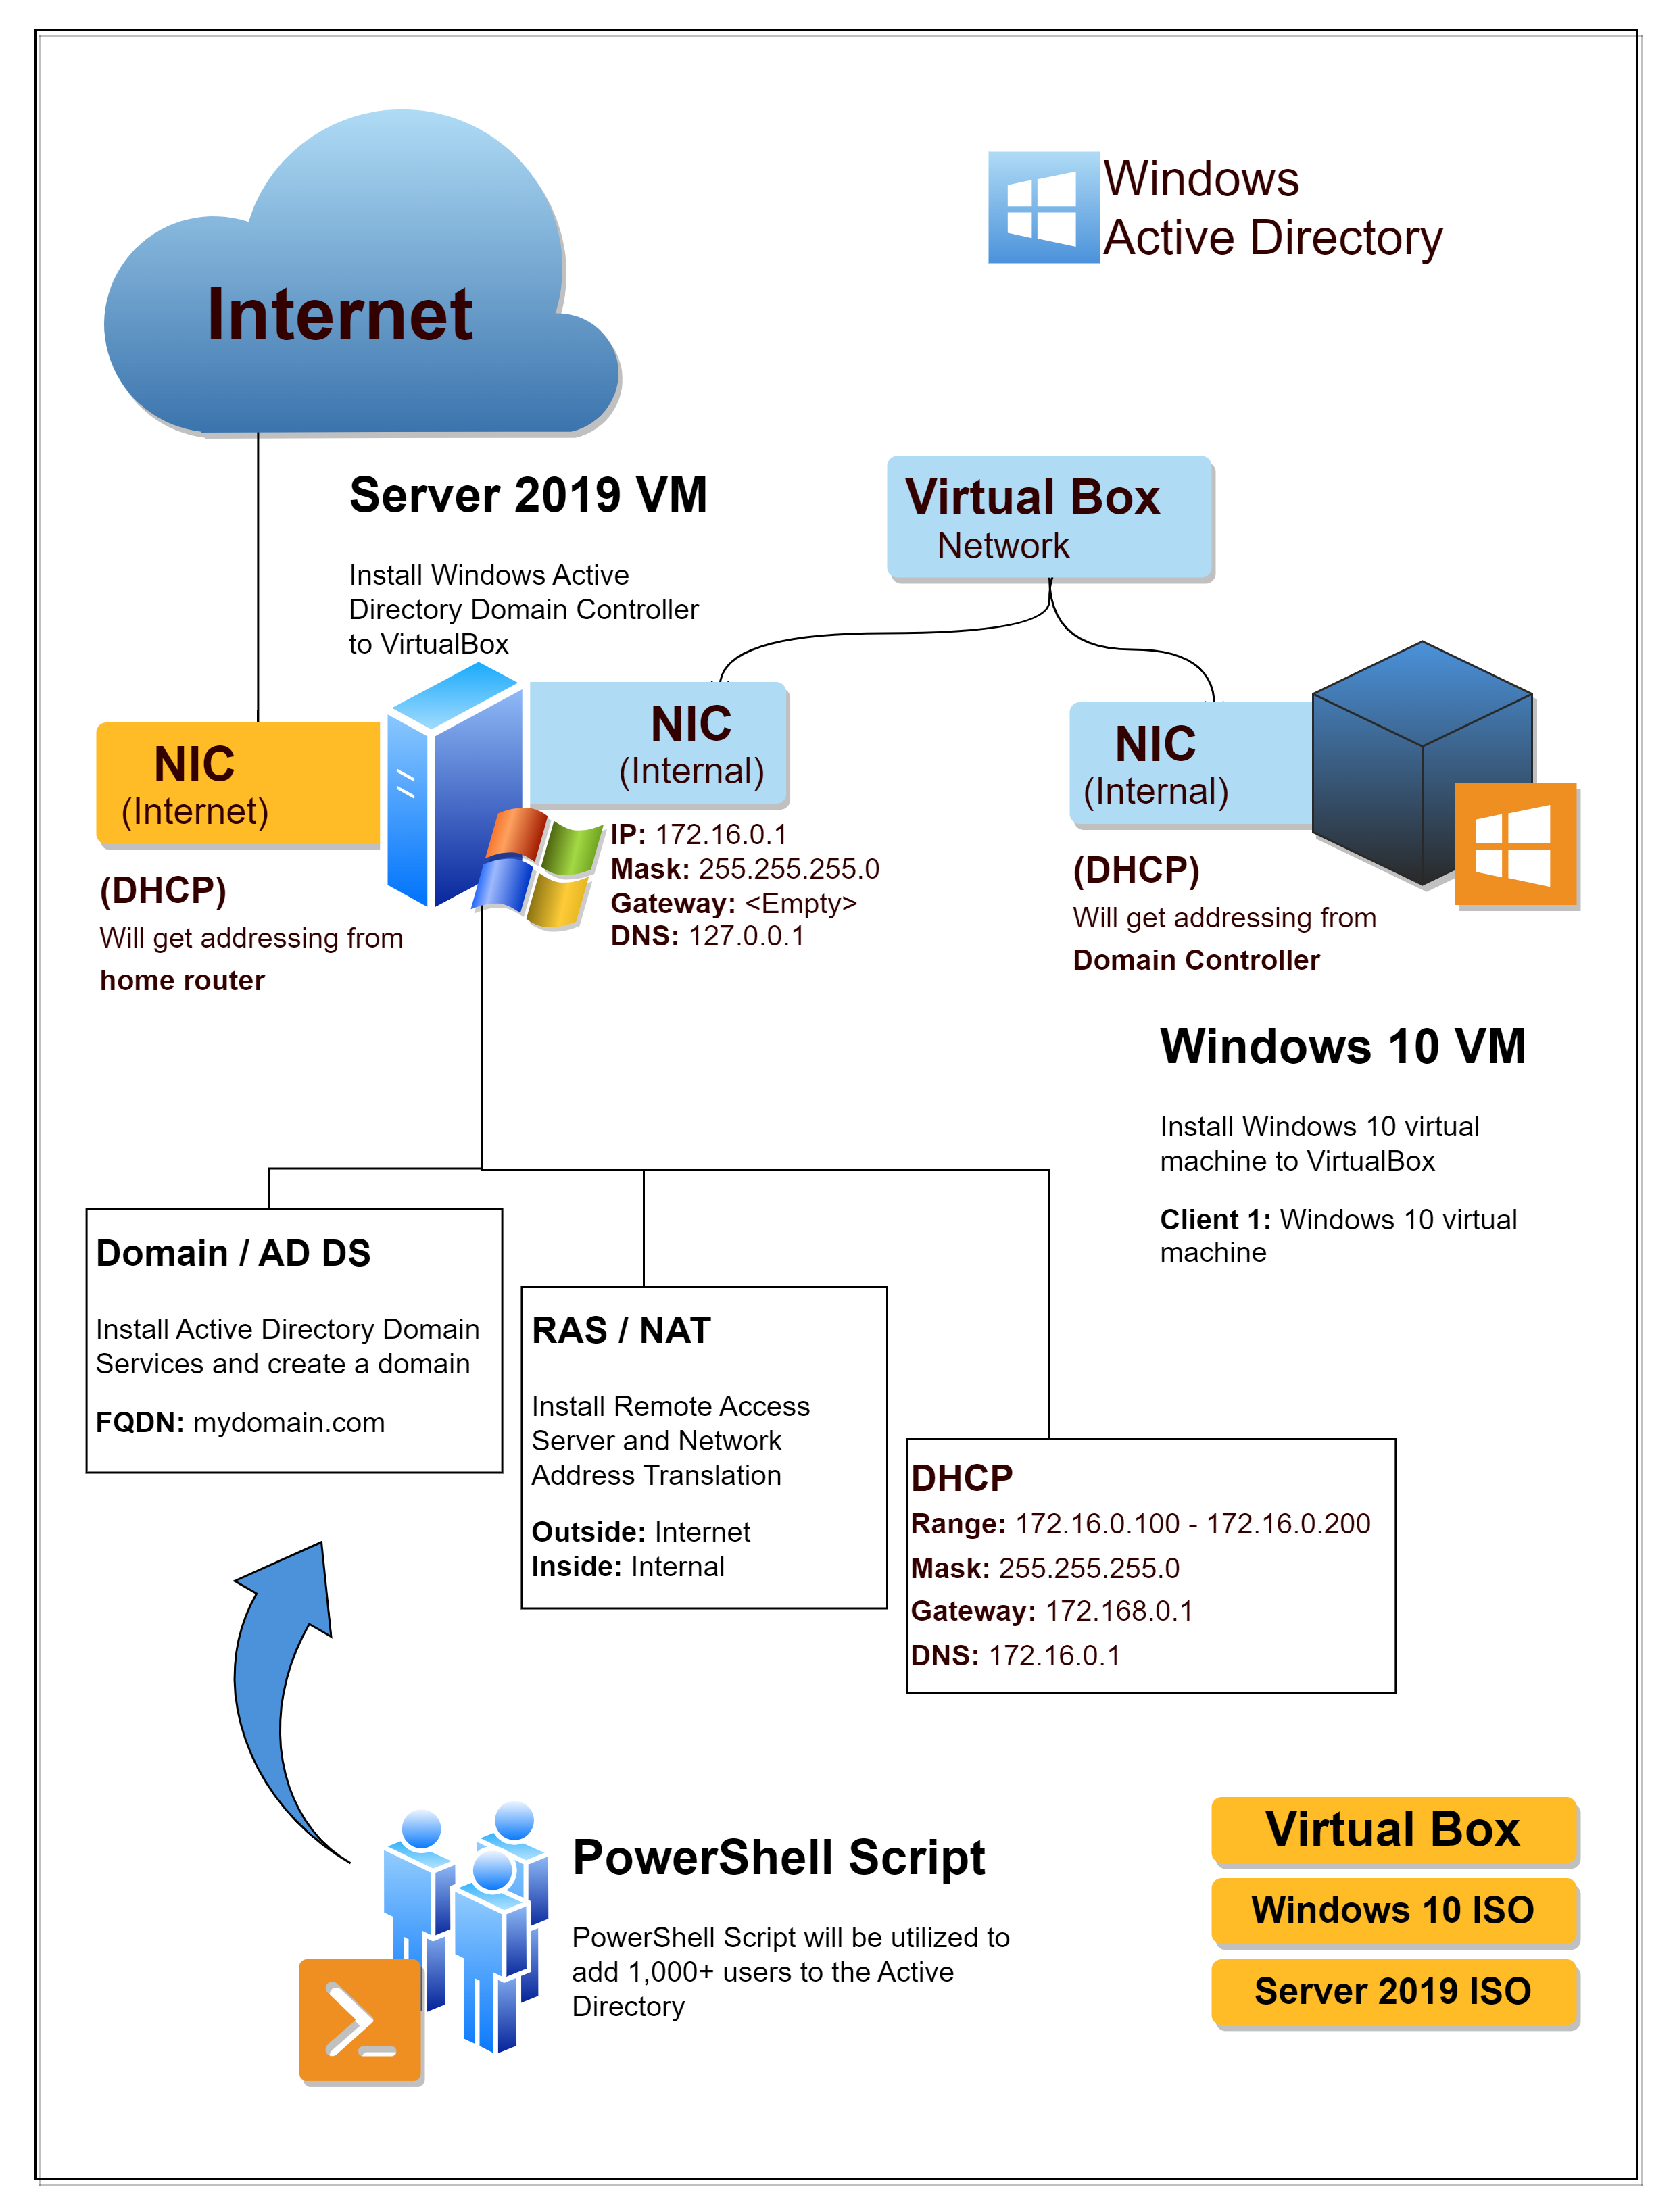 Windows
Active Directory
Internet
Server 2019 VM
Install Windows Active
Directory Domain Controller
to VirtualBox
Virtual Box
Network
NIC
(Internet)
(DHCP)
Will get addressing from
home router
NIC
(Internal)
IP: 172.16.0.1
Mask: 255.255.255.0
Gateway: <Empty>
DNS: 127.0.0.1
NIC
(Internal)
(DHCP)
Will get addressing from
Domain Controller
Windows 10 VM
Install Windows 10 virtual
machine to VirtualBox
Client 1: Windows 10 virtual
machine
Domain / AD DS
Install Active Directory Domain
Services and create a domain
FQDN: mydomain.com
RAS / NAT
Install Remote Access
Server and Network
Address Translation
Outside: Internet
Inside: Internal
DHCP
Range: 172.16.0.100 - 172.16.0.200
Mask: 255.255.255.0
Gateway: 172.168.0.1
DNS: 172.16.0.1
PowerShell Script
PowerShell Script will be utilized to
add 1,000+ users to the Active
Directory
Virtual Box
Windows 10 ISO
Server 2019 ISO